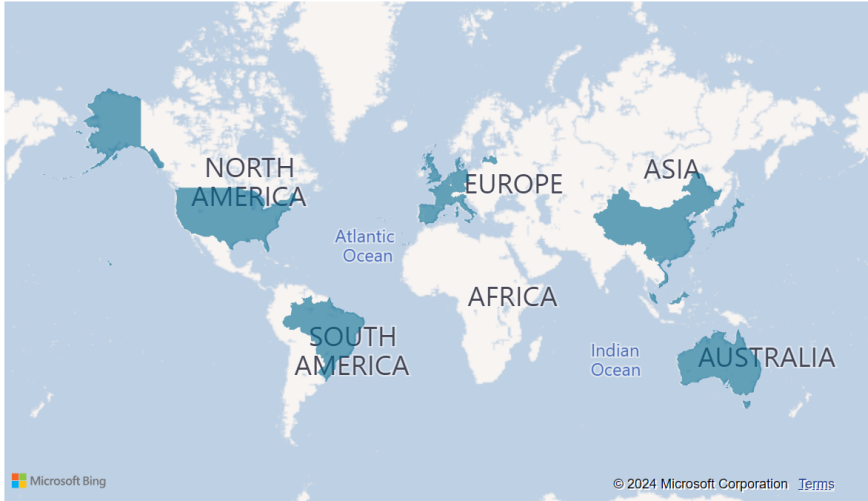 NORTH
AMERICA
EUROPE
ASIA
Atlantic
Ocean
AFRICA
SOUTH
AMERICA
Indian
Ocean
AUSTRALIA
Microsoft Bing
© 2024 Microsoft Corporation Terms